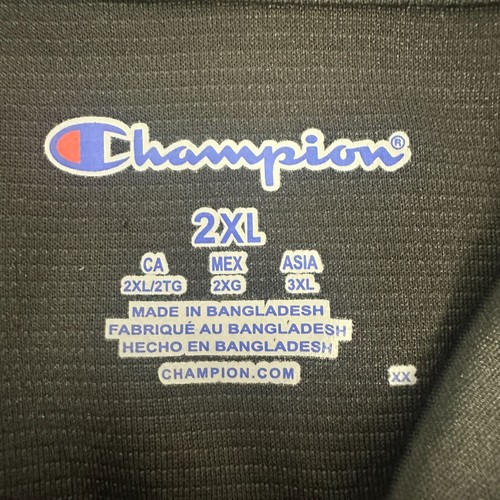 Champion®
2XL
CA MEX ASIA
2XL/2TG 2XG 3XL
MADE IN BANGLADESH
FABRIQUÉ AU BANGLADESH
HECHO EN BANGLADESH
CHAMPION.COM XX